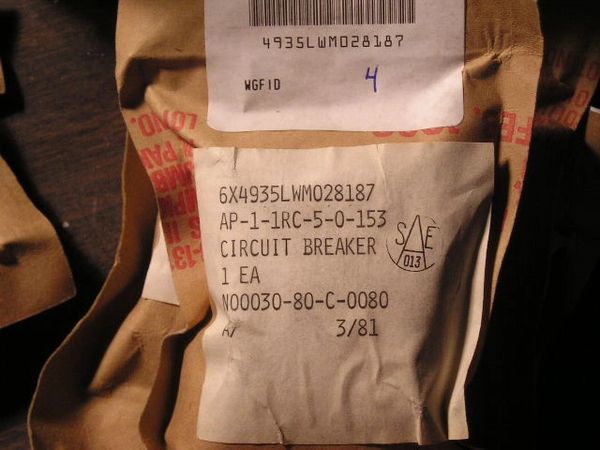 4935LWM028187
WGFID 4
6X4935LWM028187
AP-1-1RC-5-0-153
CIRCUIT BREAKER
1 EA
N00030-80-C-0080
A/ 3/81
SAE
013
LONO.